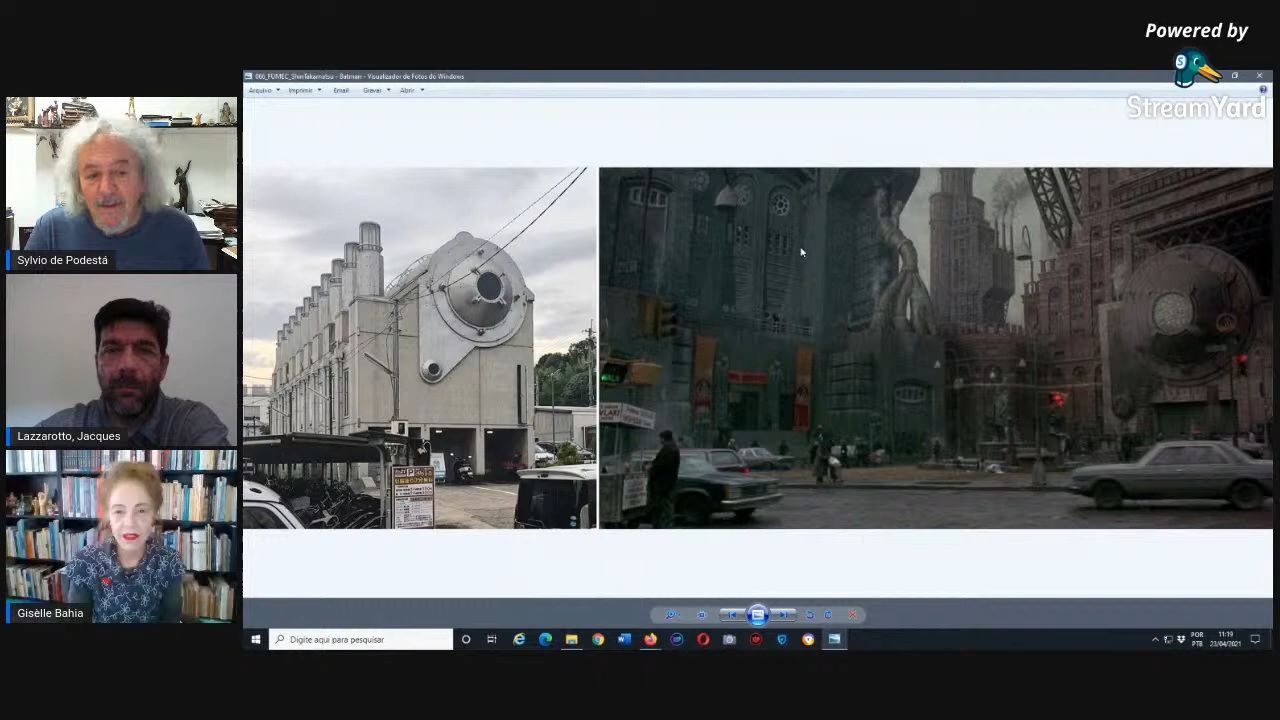 Powered by
StreamYard
066_FUMEC_ShinTakamatsu - Batman - Visualizador de Fotos do Windows
Arquivo
Imprimir
Email
Gravar
Abrir
Sylvio de Podestá
Lazzarotto, Jacques
Gisèlle Bahia
Digite aqui para pesquisar
POR
PTB
11:19
23/04/2021